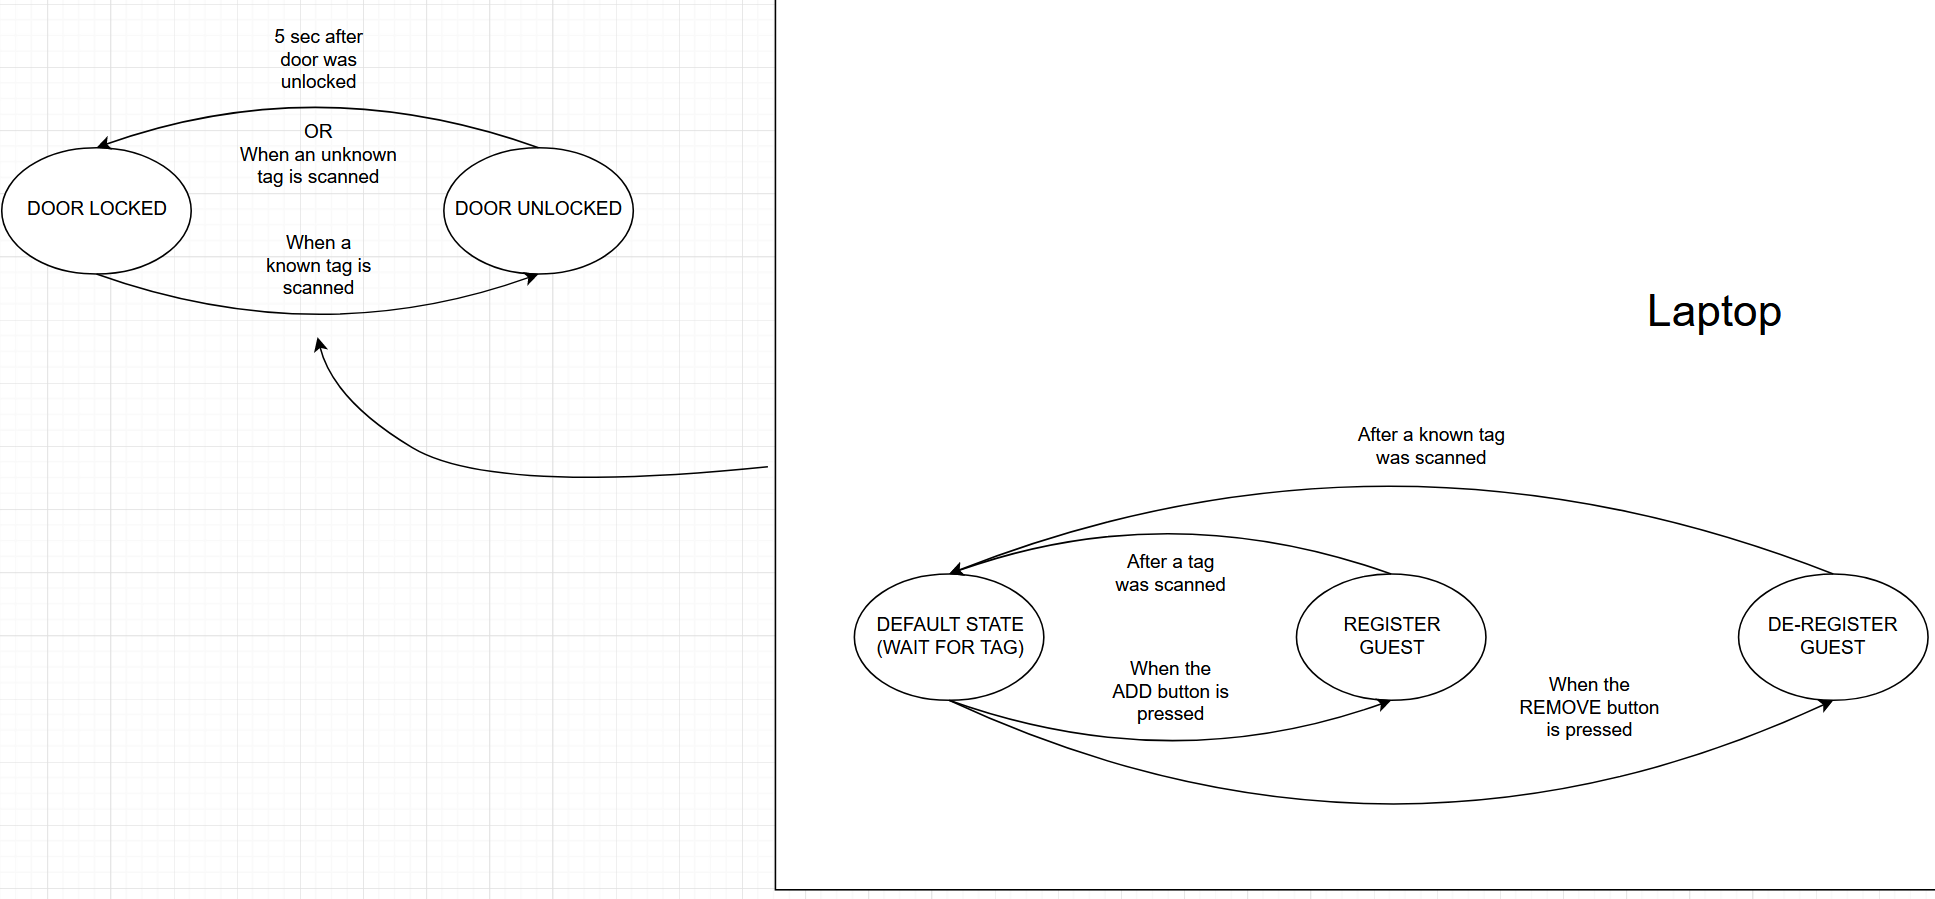 5 sec after
door was
unlocked
OR
When an unknown
tag is scanned
DOOR LOCKED
DOOR UNLOCKED
When a
known tag is
scanned
Laptop
After a known tag
was scanned
After a tag
was scanned
DEFAULT STATE
(WAIT FOR TAG)
REGISTER
GUEST
DE-REGISTER
GUEST
When the
ADD button is
pressed
When the
REMOVE button
is pressed